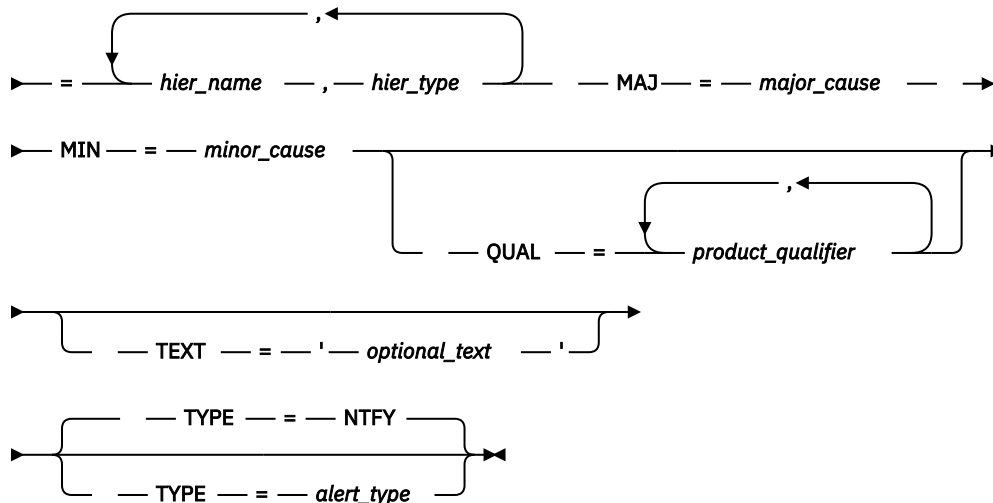 ,
= hier_name , hier_type MAJ = major_cause
MIN = minor_cause
,
QUAL = product_qualifier
TEXT = ' optional_text '
TYPE = NTFY
TYPE = alert_type